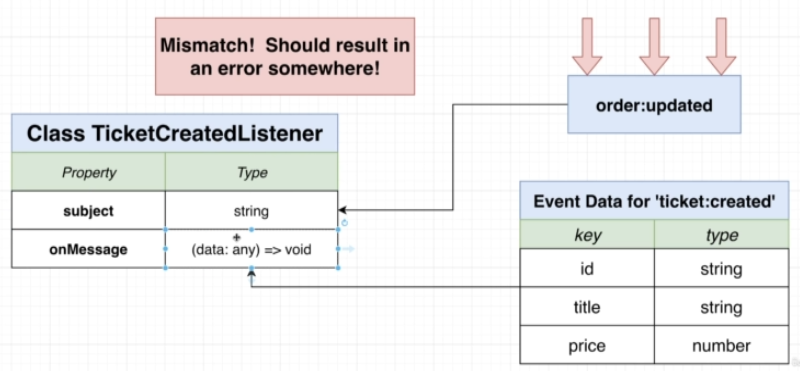 Mismatch! Should result in
an error somewhere!
order:updated
Class TicketCreatedListener
Property Type
subject string
onMessage (data: any) => void
Event Data for 'ticket:created'
key type
id string
title string
price number